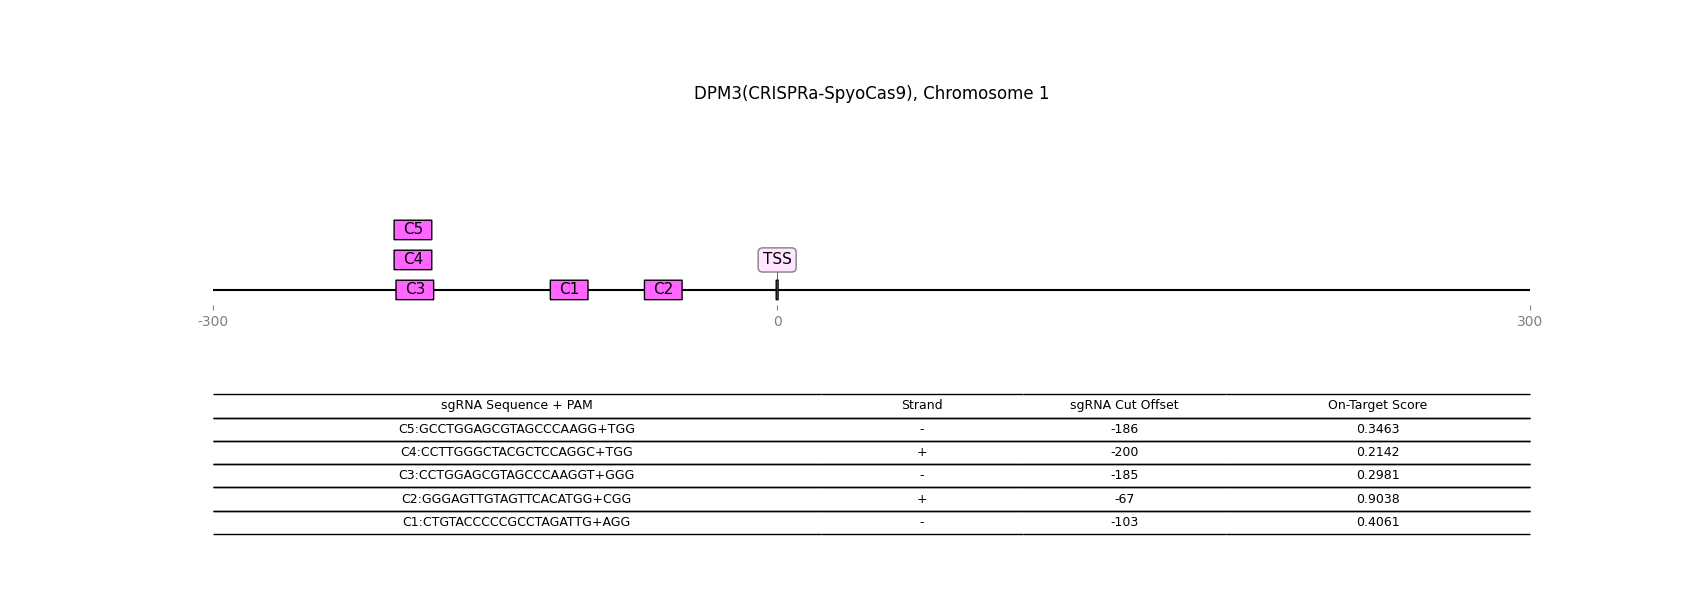 DPM3(CRISPRa-SpyoCas9), Chromosome 1
C5
C4
TSS
C3 C1 C2
-300 0 300
sgRNA Sequence + PAM Strand sgRNA Cut Offset On-Target Score
C5:GCCTGGAGCGTAGCCCAAGG+TGG - -186 0.3463
C4:CCTTGGGCTACGCTCCAGGC+TGG + -200 0.2142
C3:CCTGGAGCGTAGCCCAAGGT+GGG - -185 0.2981
C2:GGGAGTTGTAGTTCACATGG+CGG + -67 0.9038
C1:CTGTACCCCCGCCTAGATTG+AGG - -103 0.4061